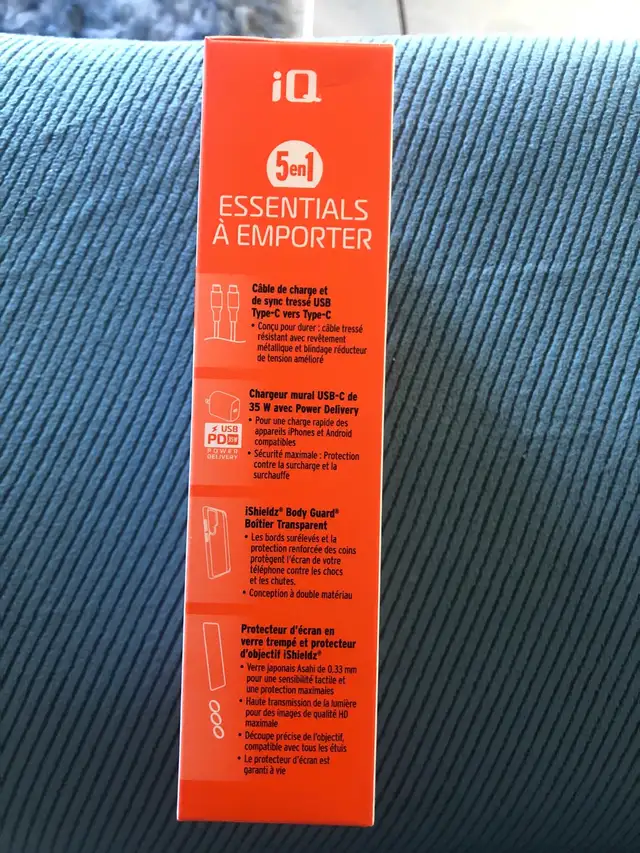 iQ
5en1
ESSENTIALS
À EMPORTER
Câble de charge et
de sync tressé USB
Type-C vers Type-C
• Conçu pour durer : câble tressé
résistant avec revêtement
métallique et blindage réducteur
de tension amélioré
Chargeur mural USB-C de
35 W avec Power Delivery
• Pour une charge rapide des
appareils iPhones et Android
compatibles
• Sécurité maximale : Protection
contre la surcharge et la
surchauffe
USB
PD 35W
POWER
DELIVERY
iShieldz® Body Guard®
Boîtier Transparent
• Les bords surélevés et la
protection renforcée des coins
protègent l'écran de votre
téléphone contre les chocs
et les chutes.
• Conception à double matériau
Protecteur d'écran en
verre trempé et protecteur
d'objectif iShieldz®
• Verre japonais Asahi de 0.33 mm
pour une sensibilité tactile et
une protection maximaies
• Haute transmission de la lumière
pour des images de qualité HD
maximale
• Découpe précise de l'objectif,
compatible avec tous les étuis
• Le protecteur d'écran est
garanti à vie